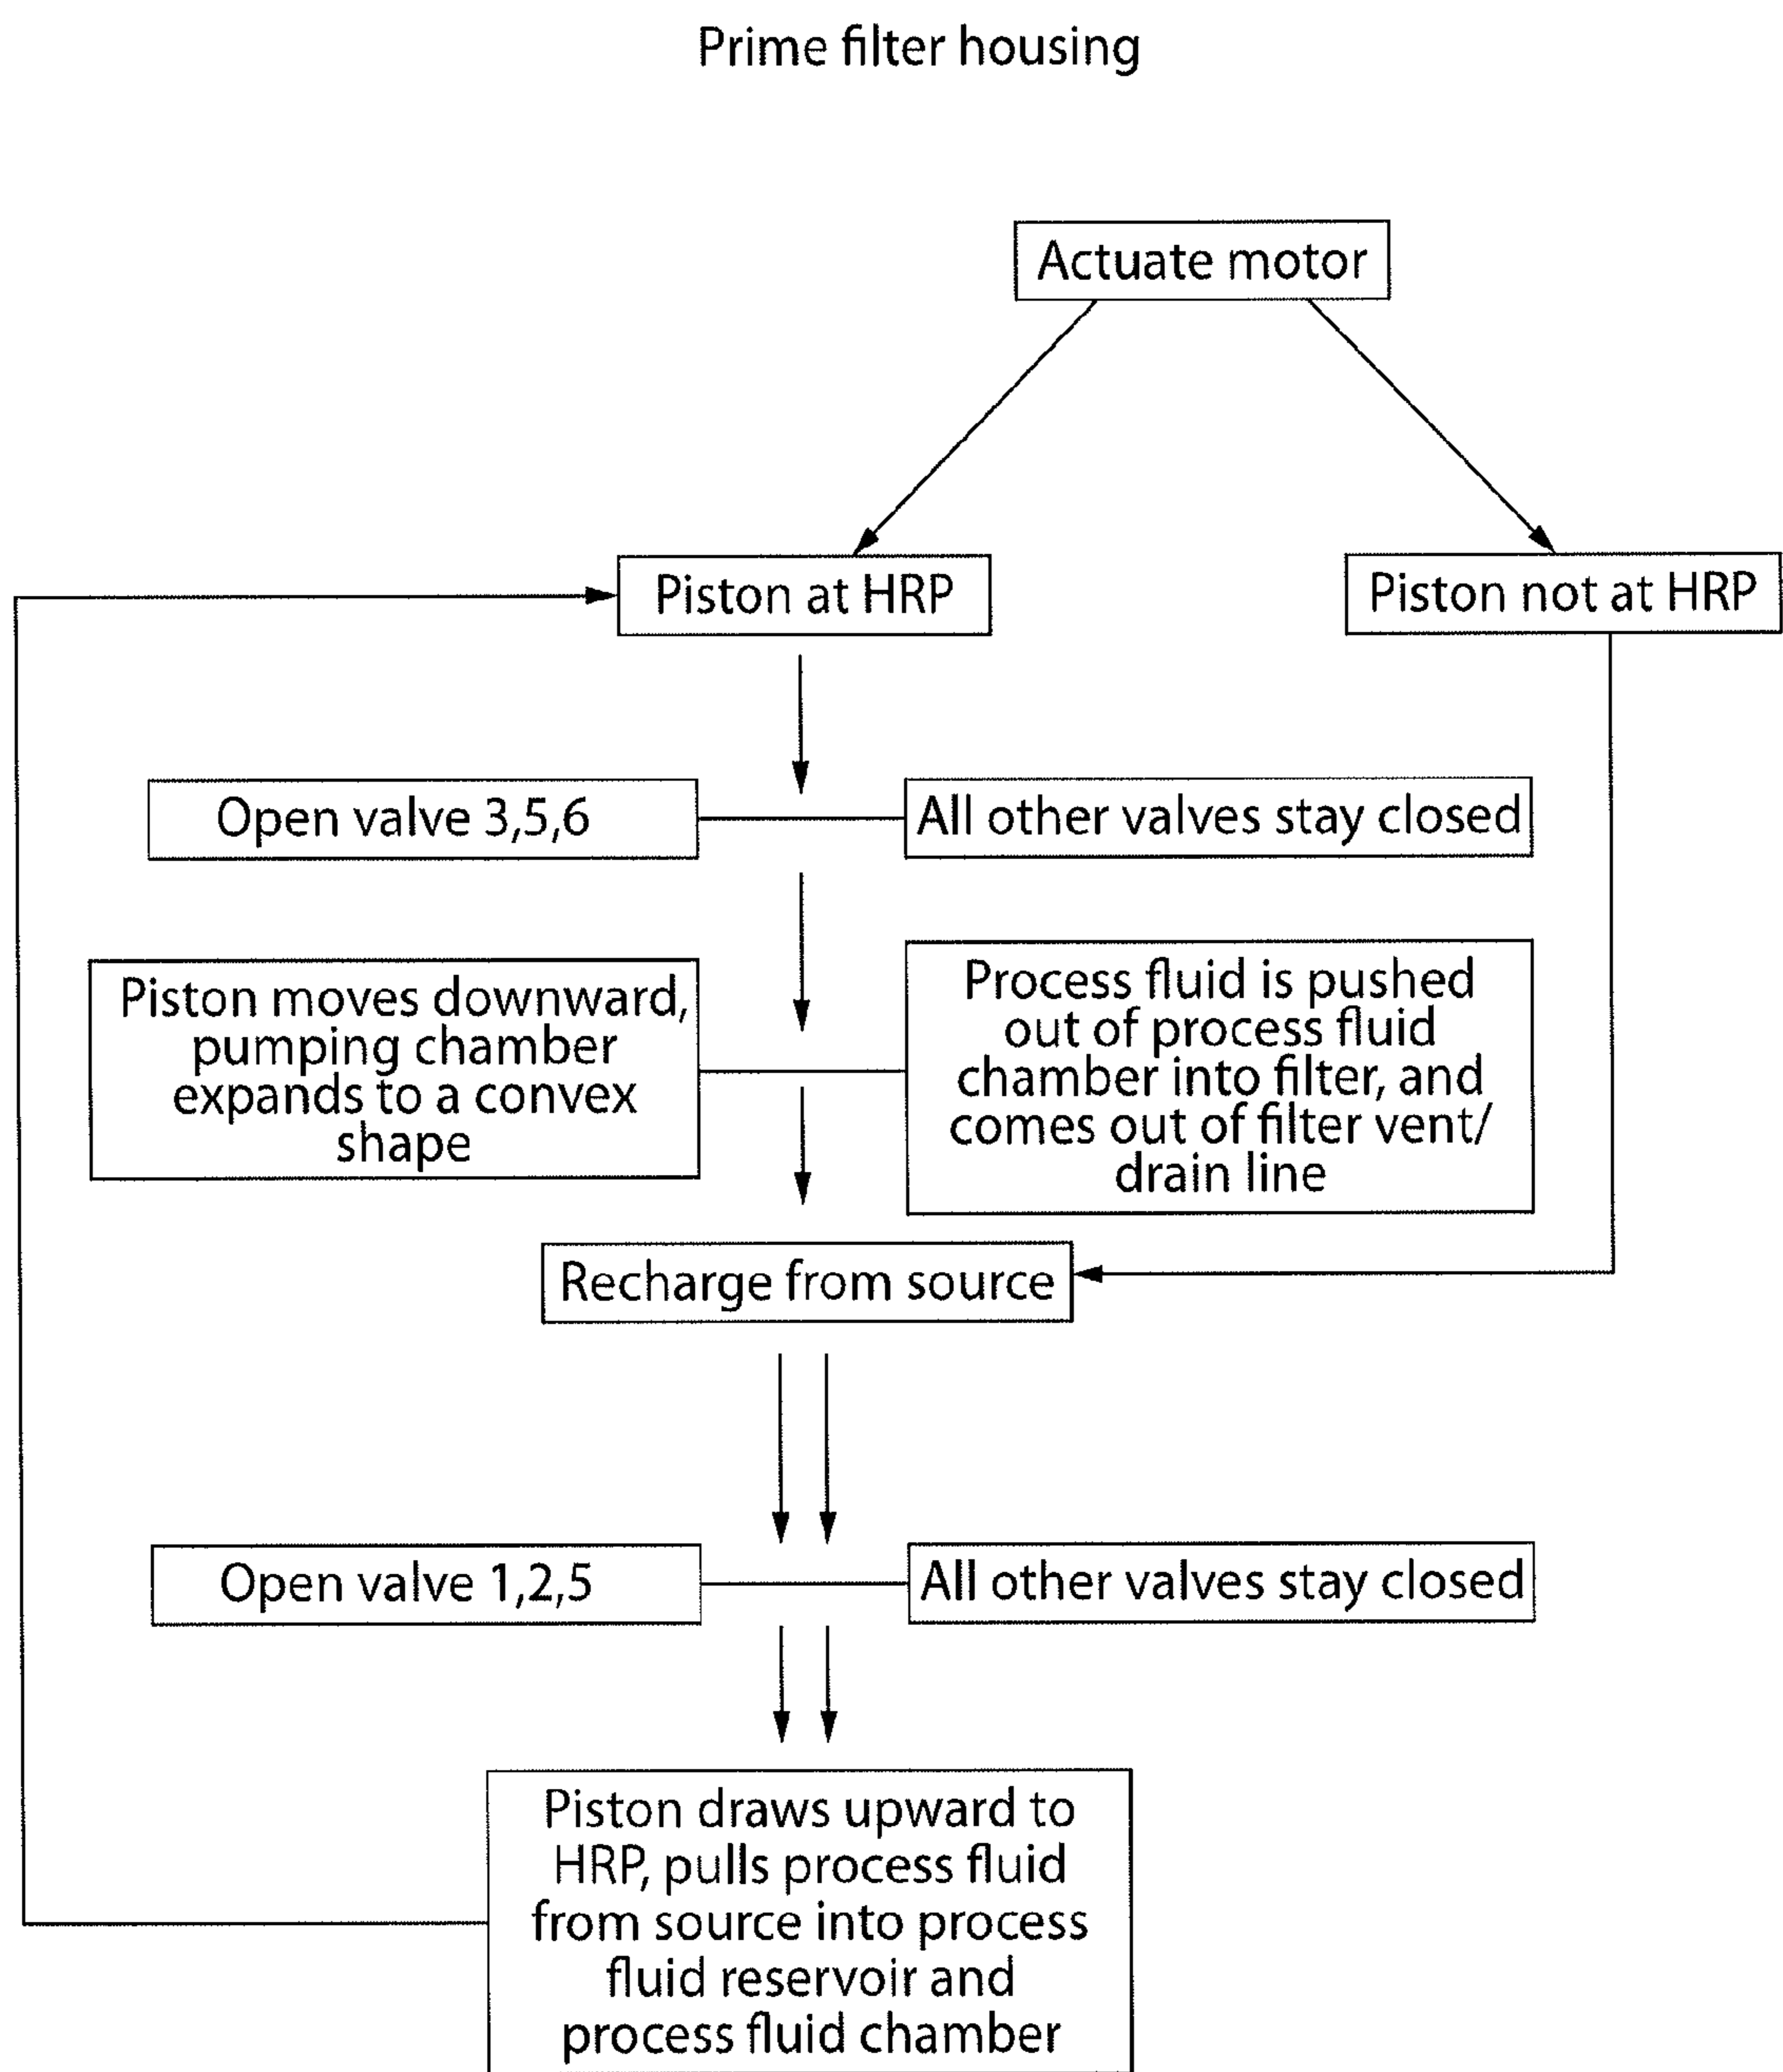 Prime filter housing
Actuate motor
Piston at HRP
Piston not at HRP
Open valve 3,5,6
All other valves stay closed
Piston moves downward,
pumping chamber
expands to a convex
shape
Process fluid is pushed
out of process fluid
chamber into filter, and
comes out of filter vent/
drain line
Recharge from source
Open valve 1,2,5
All other valves stay closed
Piston draws upward to
HRP, pulls process fluid
from source into process
fluid reservoir and
process fluid chamber